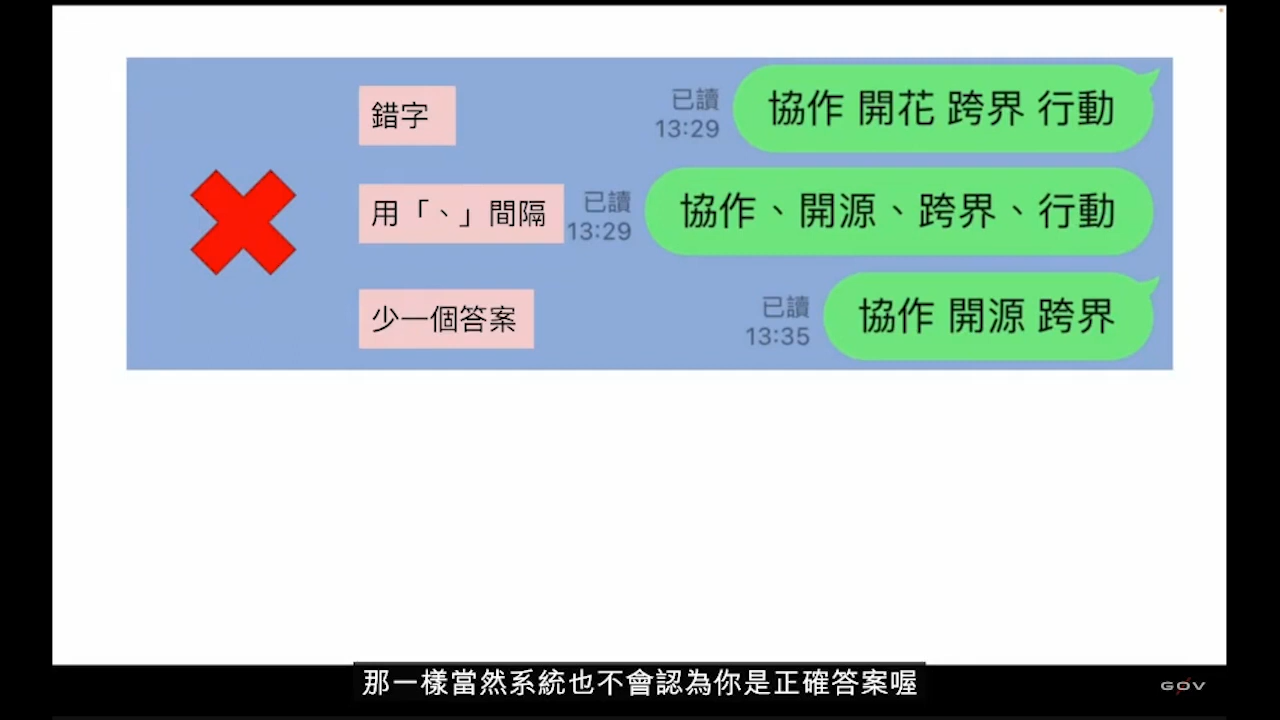 錯字
已讀
13:29
協作 開花 跨界 行動
用「、」間隔
已讀
13:29
協作、開源、跨界、行動
少一個答案
已讀
13:35
協作 開源 跨界
那一樣當然系統也不會認為你是正確答案喔
G0V